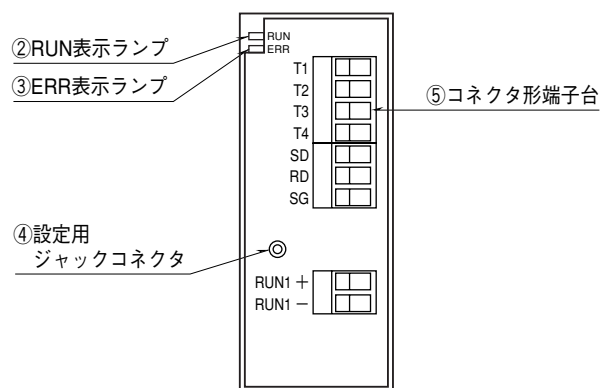 ②RUN表示ランプ
③ERR表示ランプ
RUN
ERR
T1
T2
T3
T4
SD
RD
SG
⑤コネクタ形端子台
④設定用
ジャックコネクタ
RUN1 +
RUN1 −